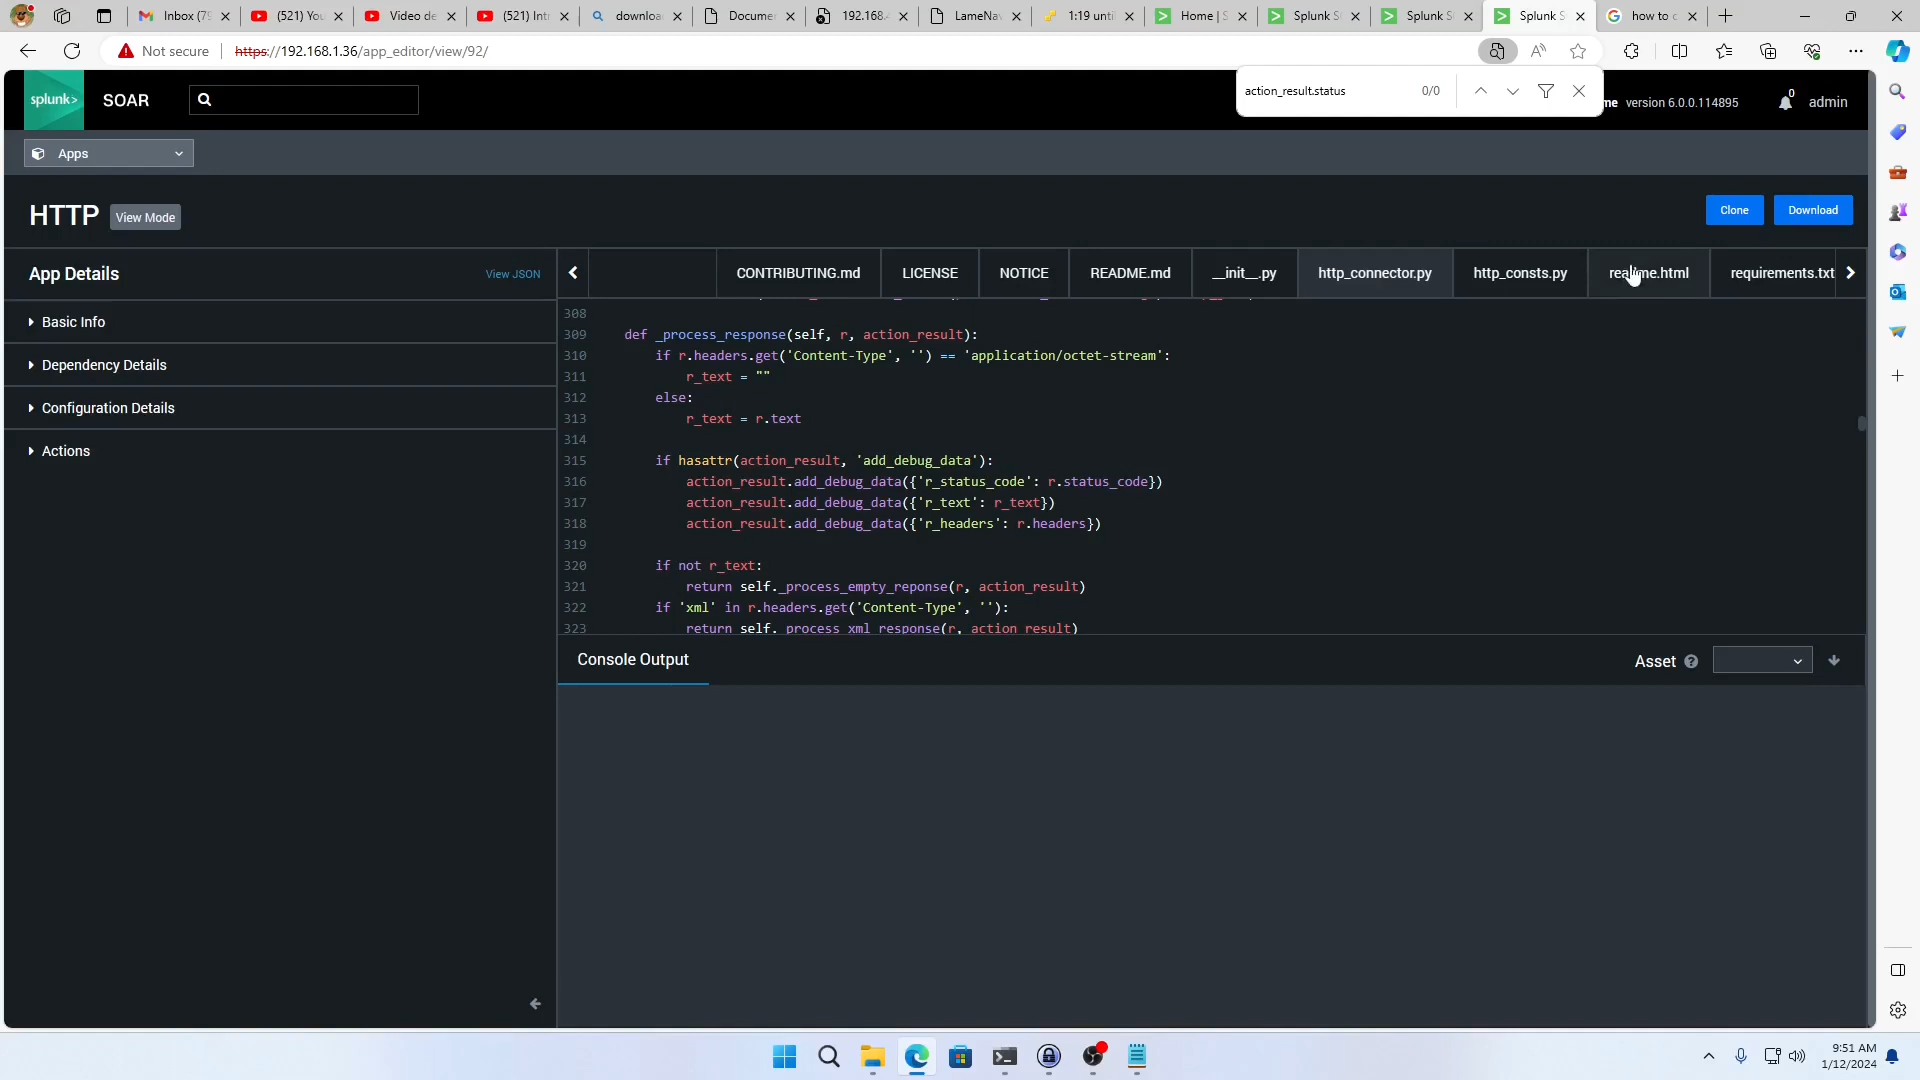 Inbox (79
(521) You
Video de
(521) Int
downloa
Documen
192.168.4
LameNa
1:19 until
Home | S
Splunk S
Splunk S
Splunk S
how to c
Not secure
https://192.168.1.36/app_editor/view/92/
action_result.status
0/0
splunk>
SOAR
me version 6.0.0.114895
0
admin
Apps
HTTP
View Mode
Clone
Download
App Details
View JSON
CONTRIBUTING.md
LICENSE
NOTICE
README.md
__init__.py
http_connector.py
http_consts.py
readme.html
requirements.txt
Basic Info
Dependency Details
Configuration Details
Actions
308
309 def _process_response(self, r, action_result):
310 if r.headers.get('Content-Type', '') == 'application/octet-stream':
311 r_text = ""
312 else:
313 r_text = r.text
314
315 if hasattr(action_result, 'add_debug_data'):
316 action_result.add_debug_data({'r_status_code': r.status_code})
317 action_result.add_debug_data({'r_text': r_text})
318 action_result.add_debug_data({'r_headers': r.headers})
319
320 if not r_text:
321 return self._process_empty_reponse(r, action_result)
322 if 'xml' in r.headers.get('Content-Type', ''):
323 return self._process_xml_response(r, action_result)
Console Output
Asset
9:51 AM
1/12/2024